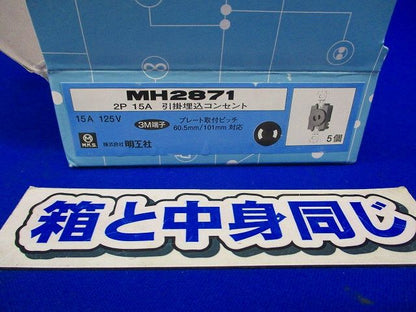 MH2871
2P 15A 引掛埋込コンセント
15A 125V
3M端子
プレート取付ピッチ
60.5mm/101mm 対応
株式会社 明工社
5個
箱と中身同じ